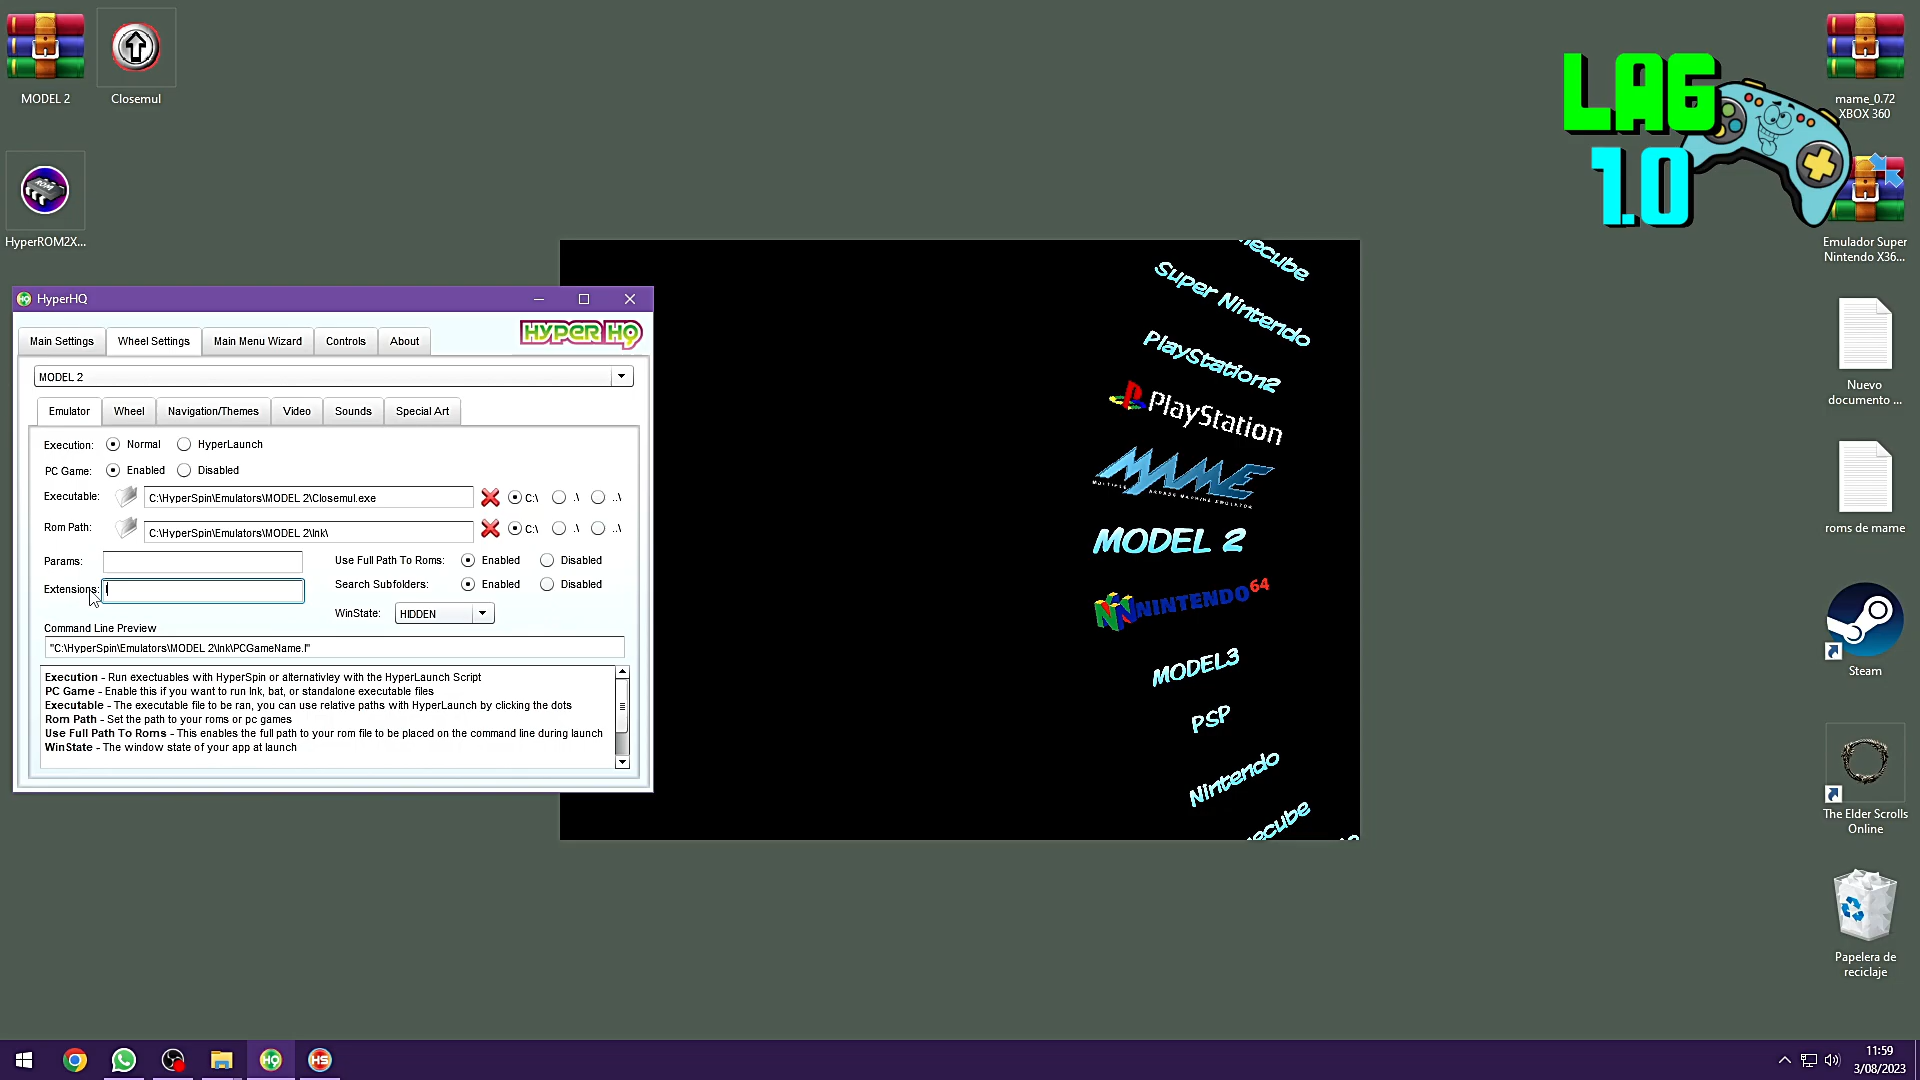 MODEL 2
Closemul
HyperROM2X...
LAG
1.0
mame_0.72
XBOX 360
Emulador Super
Nintendo X36...
Nuevo
documento ...
roms de mame
Steam
The Elder Scrolls
Online
Papelera de
reciclaje
HyperHQ
Main Settings
Wheel Settings
Main Menu Wizard
Controls
About
HYPER HQ
MODEL 2
Emulator
Wheel
Navigation/Themes
Video
Sounds
Special Art
Execution: Normal HyperLaunch
PC Game: Enabled Disabled
Executable: C:\HyperSpin\Emulators\MODEL 2\Closemul.exe C:\ .\ ..\
Rom Path: C:\HyperSpin\Emulators\MODEL 2\lnk\ C:\ .\ ..\
Params:
Use Full Path To Roms: Enabled Disabled
Extensions: l
Search Subfolders: Enabled Disabled
WinState: HIDDEN
Command Line Preview
"C:\HyperSpin\Emulators\MODEL 2\lnk\PCGameName.l"
Execution - Run exectuables with HyperSpin or alternativley with the HyperLaunch Script
PC Game - Enable this if you want to run lnk, bat, or standalone executable files
Executable - The executable file to be ran, you can use relative paths with HyperLaunch by clicking the dots
Rom Path - Set the path to your roms or pc games
Use Full Path To Roms - This enables the full path to your rom file to be placed on the command line during launch
WinState - The window state of your app at launch
ecube
Super Nintendo
PlayStation2
PlayStation
MAME
MULTIPLE ARCADE MACHINE EMULATOR
MODEL 2
NINTENDO 64
MODEL3
PSP
Nintendo
ecube
HQ
HS
11:59
3/08/2023